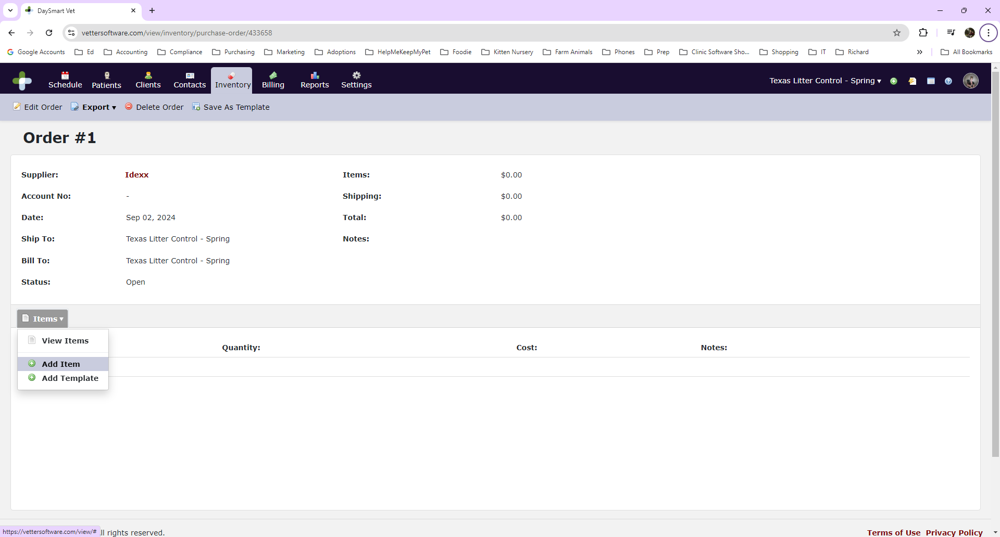 DaySmart Vet
vettersoftware.com/view/inventory/purchase-order/433658
Google Accounts Ed Accounting Compliance Purchasing Marketing Adoptions HelpMeKeepMyPet Foodie Kitten Nursery Farm Animals Phones Prep Clinic Software Sho... Shopping IT Richard » All Bookmarks
Schedule Patients Clients Contacts Inventory Billing Reports Settings Texas Litter Control - Spring ▾
Edit Order Export ▾ Delete Order Save As Template
Order #1
Supplier: Idexx Items: $0.00
Account No: - Shipping: $0.00
Date: Sep 02, 2024 Total: $0.00
Ship To: Texas Litter Control - Spring Notes:
Bill To: Texas Litter Control - Spring
Status: Open
Items ▾
View Items
Quantity: Cost: Notes:
Add Item
Add Template
https://vettersoftware.com/view/# ll rights reserved. Terms of Use Privacy Policy